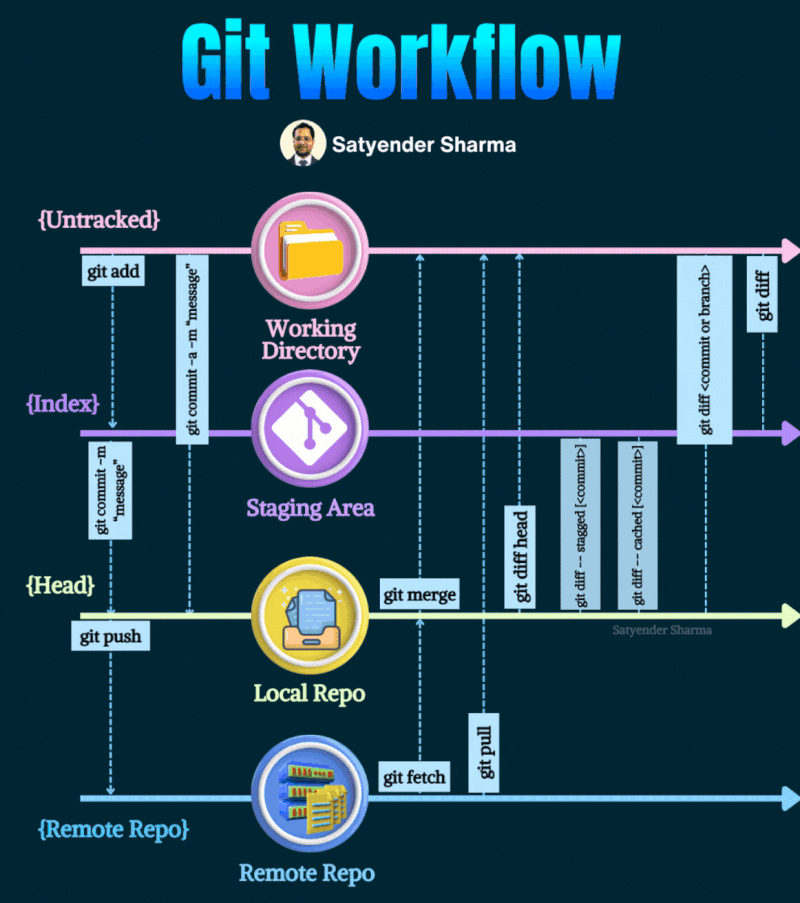 Git Workflow
Satyender Sharma
{Untracked}
git add
git commit -a -m "message"
Working
Directory
git diff <commit or branch>
git diff
{Index}
git commit -m
"message"
Staging Area
git diff head
git diff -- stagged [<commit>]
git diff -- cached [<commit>]
{Head}
git merge
git push
Satyender Sharma
Local Repo
git pull
git fetch
{Remote Repo}
Remote Repo